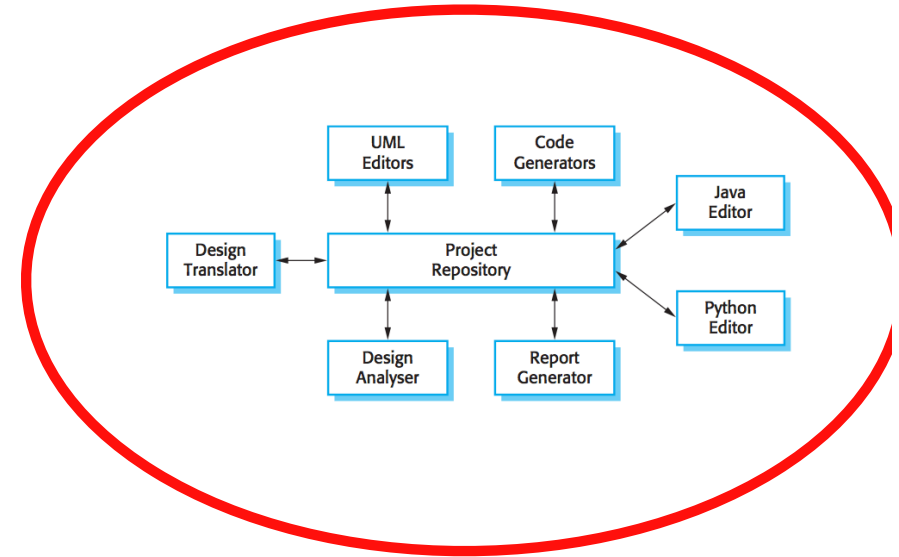 UML
Editors
Code
Generators
Java
Editor
Design
Translator
Project
Repository
Python
Editor
Design
Analyser
Report
Generator